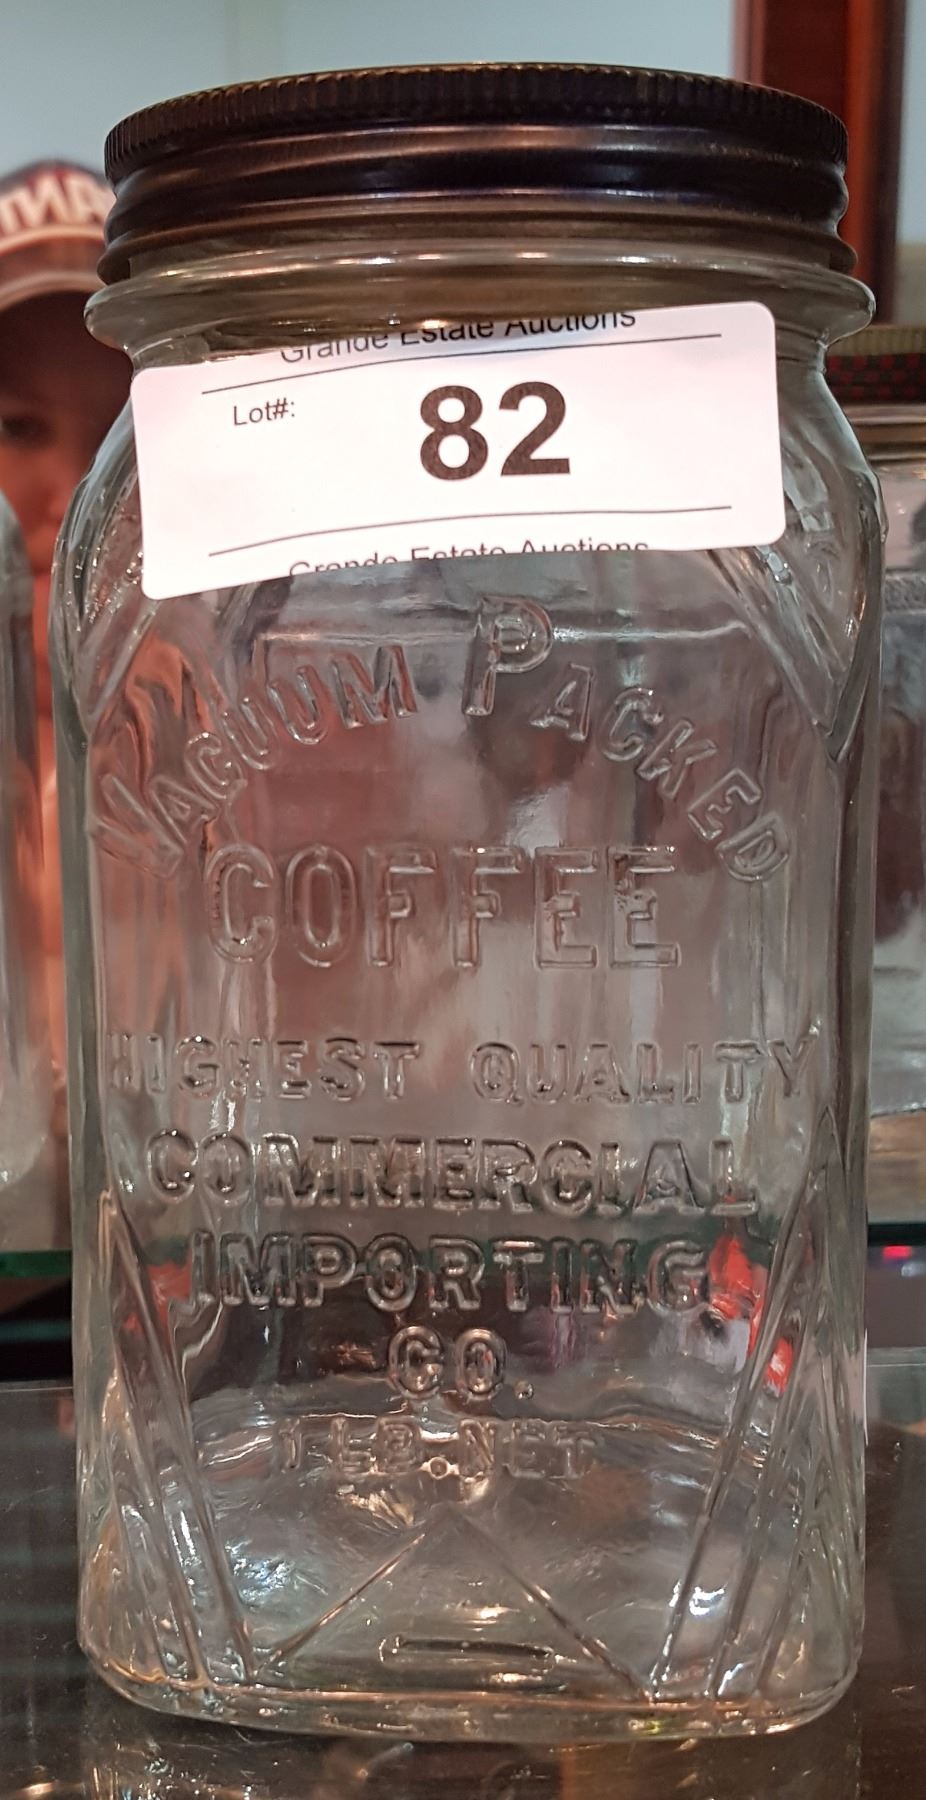 Grande Estate Auctions
Lot#:
82
Grande Estate Auctions
VACUUM PACKED
COFFEE
HIGHEST QUALITY
COMMERCIAL
IMPORTING
CO.
1 LB. NET